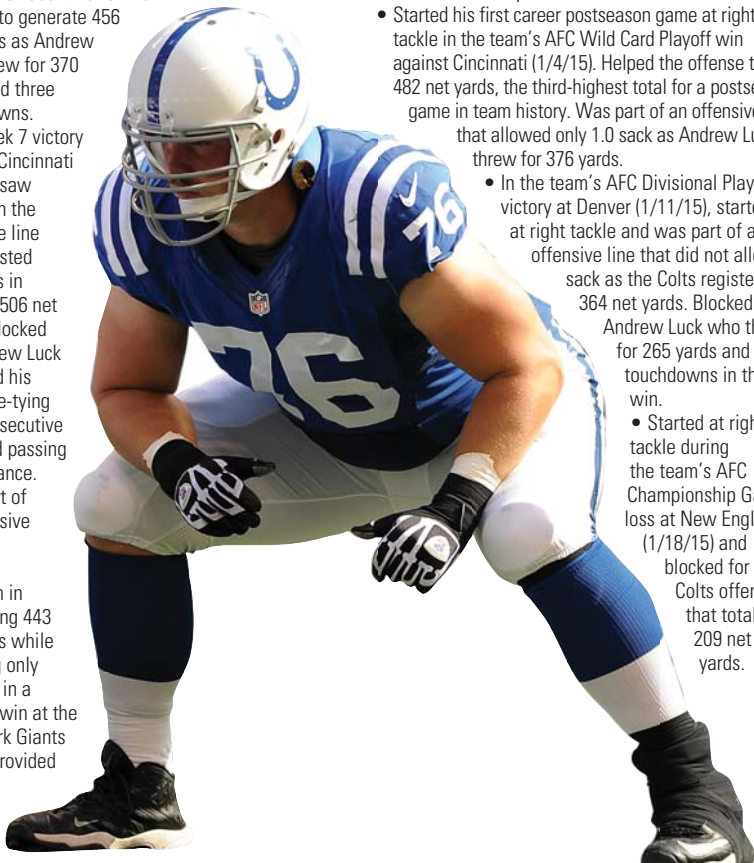 to generate 456
s as Andrew
ew for 370
d three
wns.
ek 7 victory
Cincinnati
saw
n the
e line
sted
s in
506 net
locked
ew Luck
d his
e-tying
secutive
d passing
ance.
rt of
sive
n in
ng 443
s while
g only
in a
win at the
rk Giants
rovided
• Started his first career postseason game at right
tackle in the team's AFC Wild Card Playoff win
against Cincinnati (1/4/15). Helped the offense t
482 net yards, the third-highest total for a postse
game in team history. Was part of an offensive
that allowed only 1.0 sack as Andrew Lu
threw for 376 yards.
• In the team's AFC Divisional Play
victory at Denver (1/11/15), starte
at right tackle and was part of a
offensive line that did not all
sack as the Colts registe
364 net yards. Blocked
Andrew Luck who th
for 265 yards and
touchdowns in th
win.
• Started at righ
tackle during
the team's AFC
Championship Ga
loss at New Engl
(1/18/15) and
blocked for
Colts offen
that total
209 net
yards.
76
NFL
76